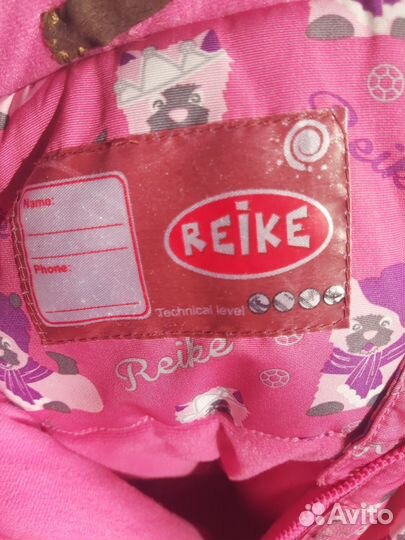 Reike
Name:
REIKE
Phone:
Technical level
Reike
Avito